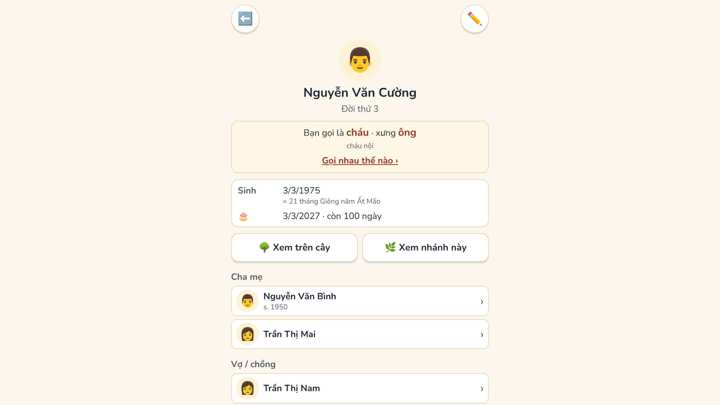 Nguyễn Văn Cường
Đời thứ 3
Bạn gọi là cháu · xưng ông
cháu nội
Gọi nhau thế nào ›
Sinh 3/3/1975
≈ 21 tháng Giêng năm Ất Mão
3/3/2027 · còn 100 ngày
Xem trên cây
Xem nhánh này
Cha mẹ
Nguyễn Văn Bình ›
s. 1950
Trần Thị Mai ›
Vợ / chồng
Trần Thị Nam ›